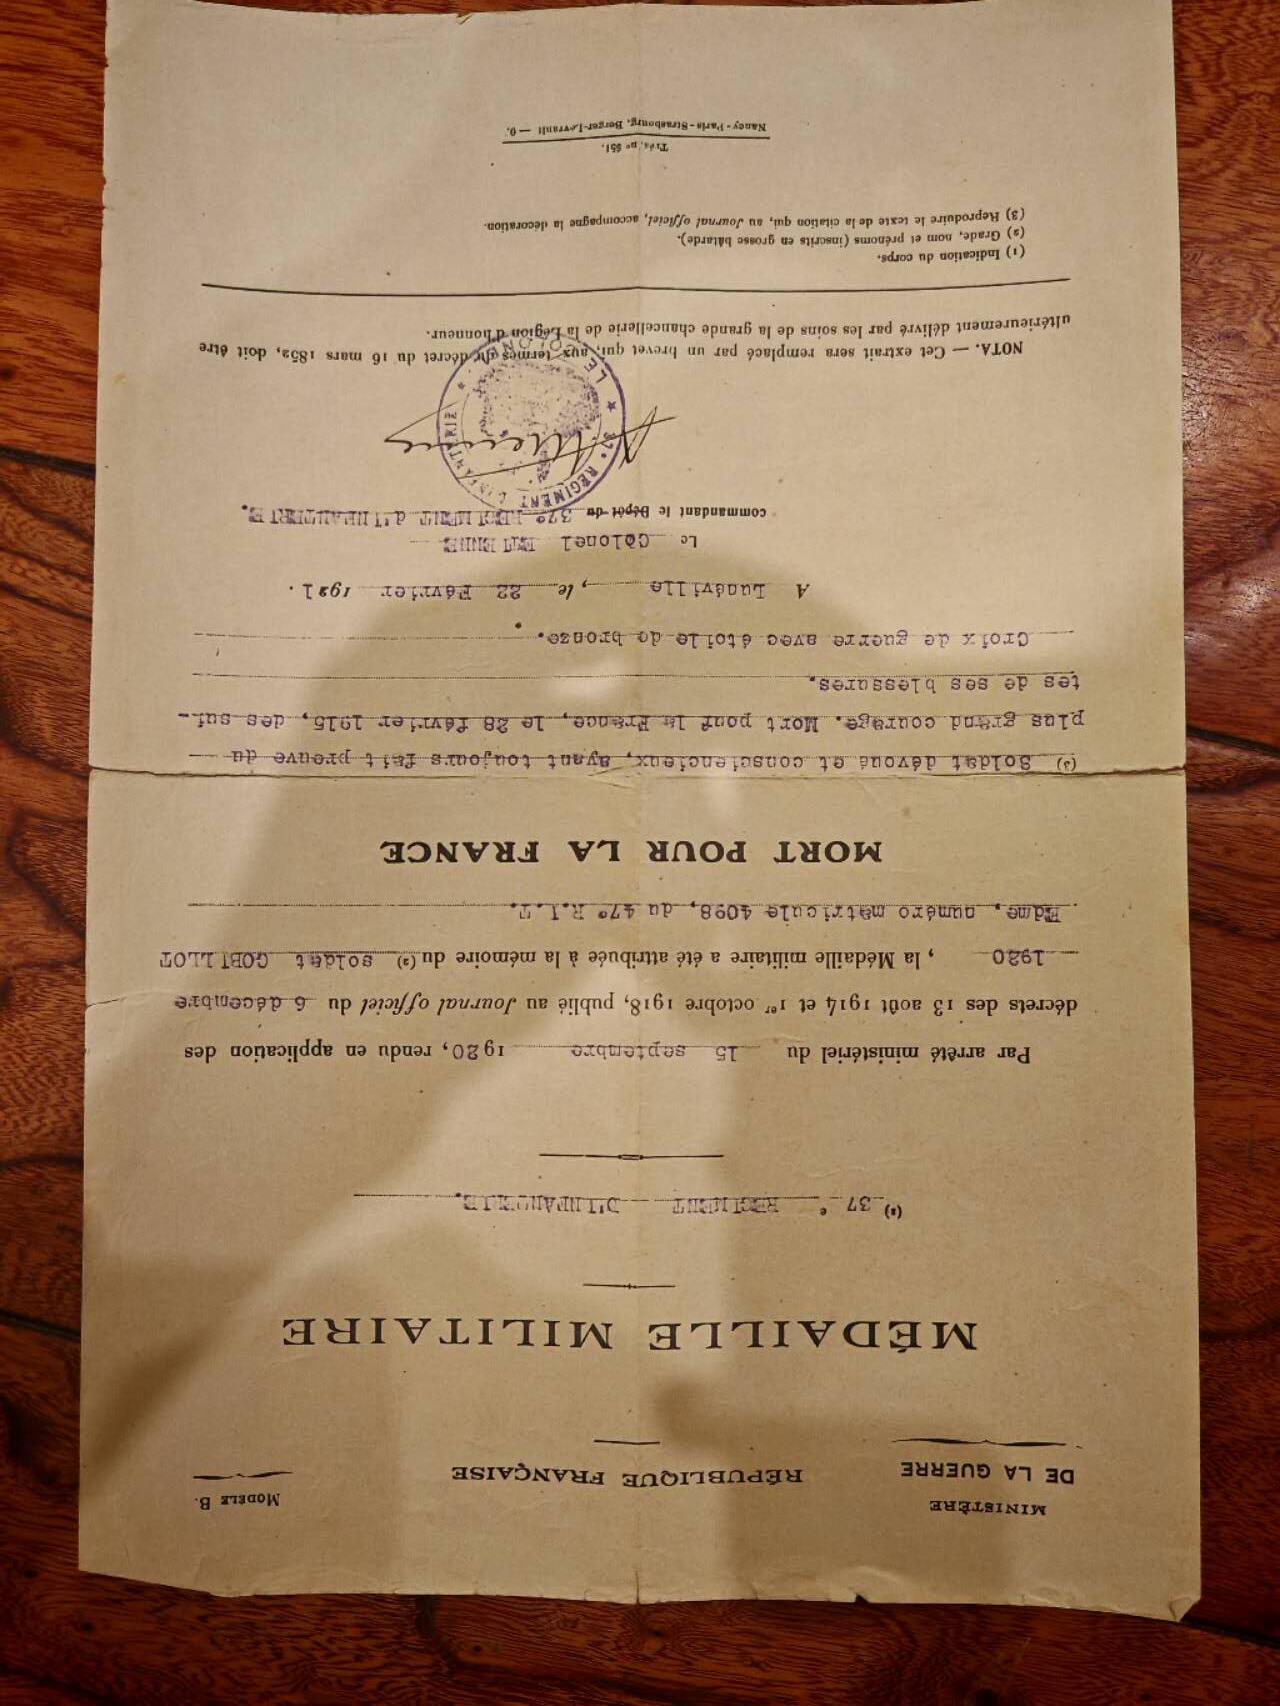 MINISTÈRE
DE LA GUERRE
RÉPUBLIQUE FRANÇAISE
MODÈLE B.
MÉDAILLE MILITAIRE
(1) 37 e REGIMENT D'INFANTERIE.
Par arrêté ministériel du 15 septembre 1920, rendu en application des
décrets des 13 août 1914 et 1er octobre 1918, publié au Journal officiel du 6 décembre
1920, la Médaille militaire a été attribuée à la mémoire du (2) soldat GOBILLOT
Edme, numéro matricule 4098, du 47° R.I.T.
MORT POUR LA FRANCE
(3) Soldat dévoué et consciencieux, ayant toujours fait preuve du
plus grand courage. Mort pour la France, le 28 février 1915, des sui-
tes de ses blessures.
Croix de guerre avec étoile de bronze.
A Lunéville, le 22 Février 1921.
Le Colonel ETIENNE
commandant le Dépôt du 37° REGIMENT d'INFANTERIE.
★ 37e REGIMENT D'INFANTERIE ★ LE COLONEL
NOTA. — Cet extrait sera remplacé par un brevet qui, aux termes du décret du 16 mars 1852, doit être
ultérieurement délivré par les soins de la grande chancellerie de la Légion d'honneur.
(1) Indication du corps.
(2) Grade, nom et prénoms (inscrits en grosse bâtarde).
(3) Reproduire le texte de la citation qui, au Journal officiel, accompagne la décoration.
Trés. no 651.
Nancy-Paris-Strasbourg, Berger-Levrault — 0.